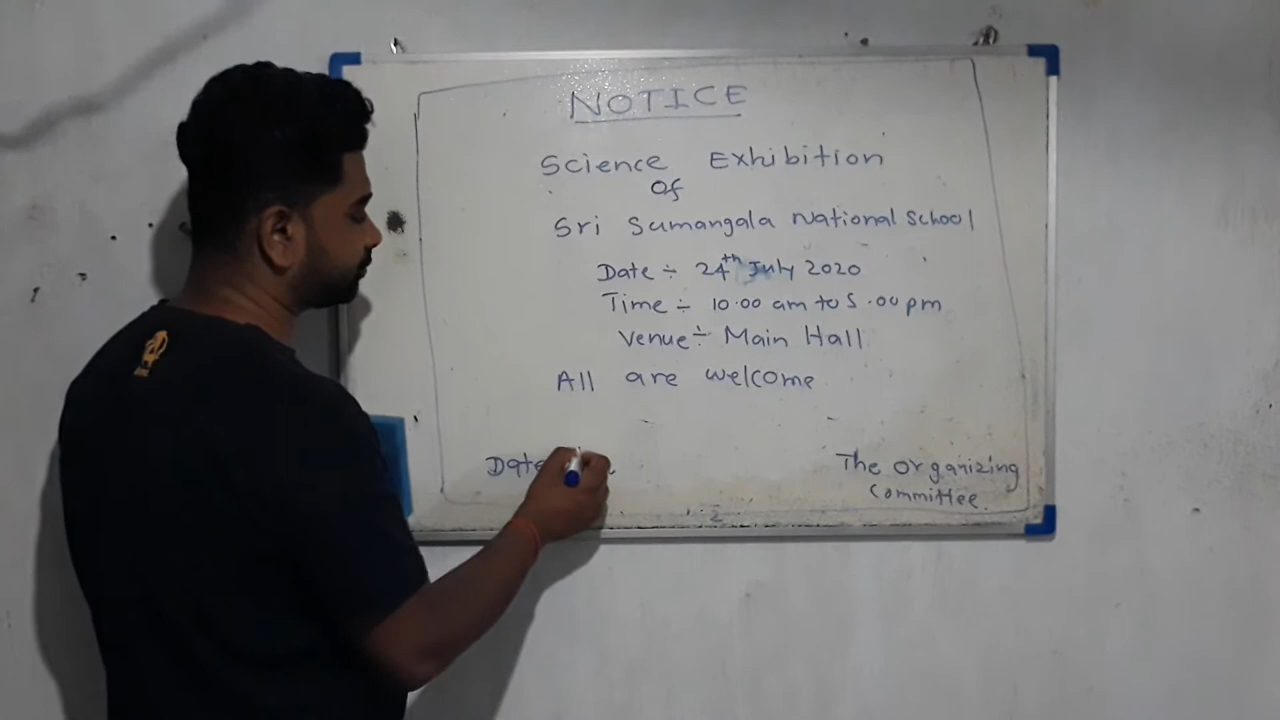 NOTICE
Science Exhibition
Of
Sri Sumangala National School
Date ÷ 24th July 2020
Time ÷ 10.00 am to 5.00 pm
Venue ÷ Main Hall
All are welcome
Date
The Organizing
Committee.